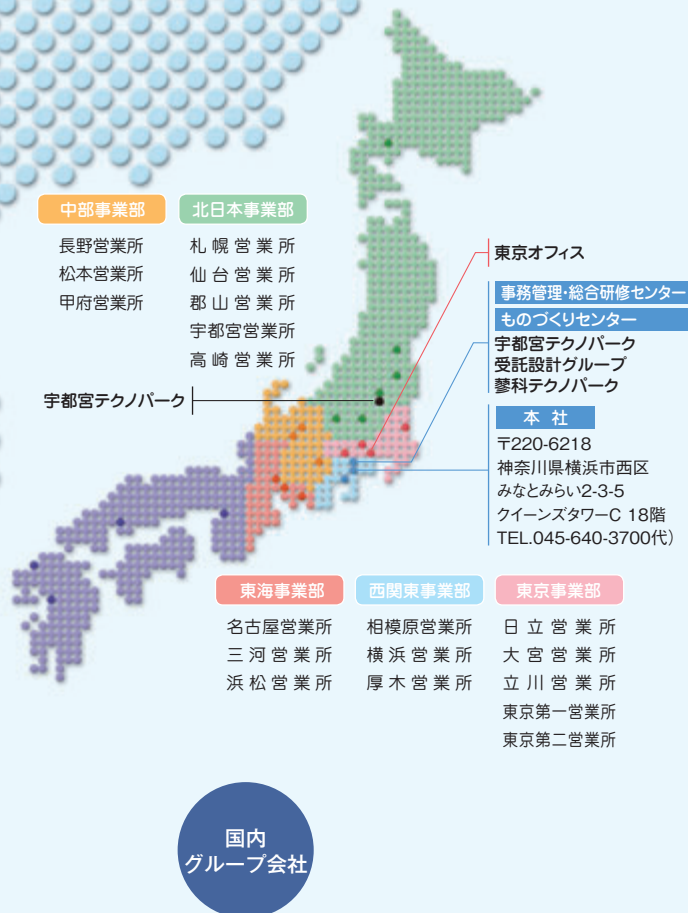 中部事業部
長野営業所
松本営業所
甲府営業所
北日本事業部
札幌営業所
仙台営業所
郡山営業所
宇都宮営業所
高崎営業所
東京オフィス
事務管理・総合研修センター
ものづくりセンター
宇都宮テクノパーク
受託設計グループ
蓼科テクノパーク
宇都宮テクノパーク
本社
〒220-6218
神奈川県横浜市西区
みなとみらい2-3-5
クイーンズタワーC 18階
TEL.045-640-3700代)
東海事業部
名古屋営業所
三河営業所
浜松営業所
西関東事業部
相模原営業所
横浜営業所
厚木営業所
東京事業部
日立営業所
大宮営業所
立川営業所
東京第一営業所
東京第二営業所
国内
グループ会社